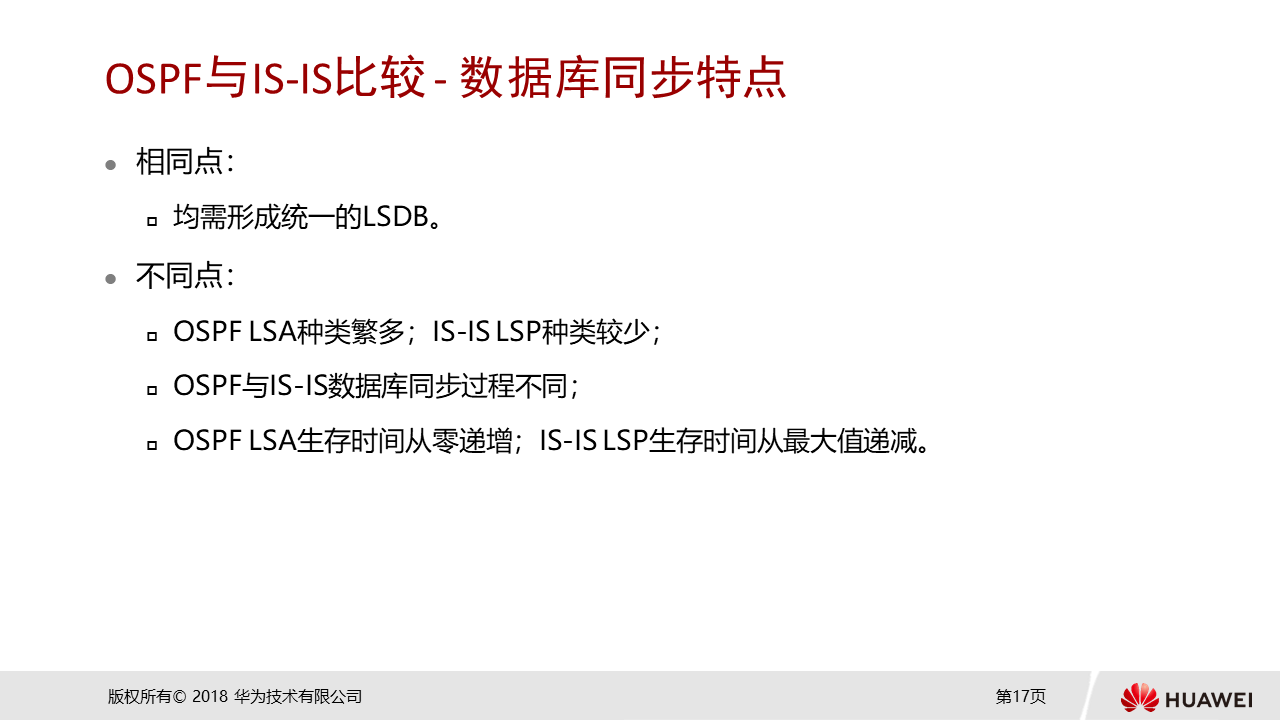 OSPF与IS-IS比较 - 数据库同步特点
相同点：
均需形成统一的LSDB。
不同点：
OSPF LSA种类繁多；IS-IS LSP种类较少；
OSPF与IS-IS数据库同步过程不同；
OSPF LSA生存时间从零递增；IS-IS LSP生存时间从最大值递减。
版权所有© 2018 华为技术有限公司
第17页
HUAWEI